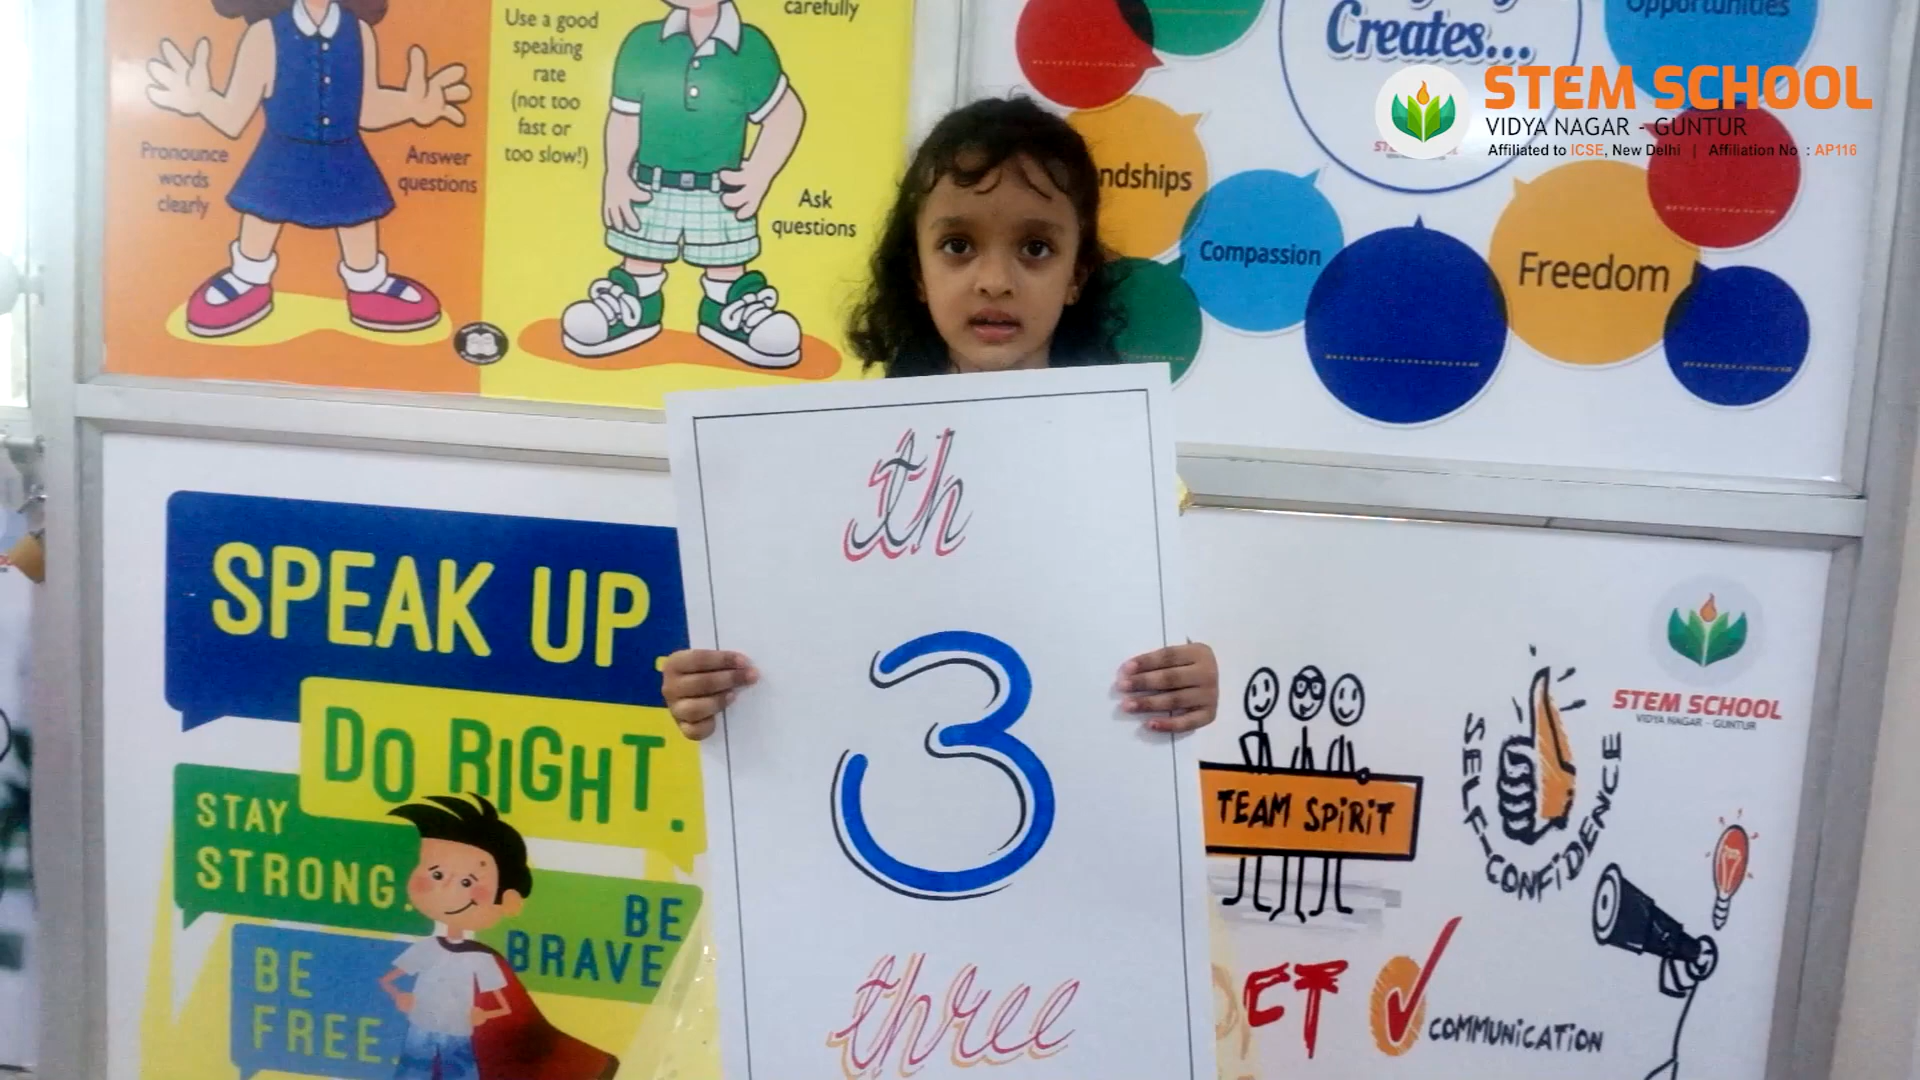 Use a good
speaking
rate
(not too
fast or
too slow!)
carefully
Pronounce
words
clearly
Answer
questions
Ask
questions
Creates...
Opportunities
ndships
Compassion
Freedom
STEM SCHOOL
VIDYA NAGAR - GUNTUR
Affiliated to ICSE, New Delhi | Affiliation No : AP116
th
3
three
SPEAK UP.
DO RIGHT.
STAY
STRONG.
BE
BRAVE
BE
FREE.
TEAM SPIRIT
SELF-CONFIDENCE
STEM SCHOOL
VIDYA NAGAR - GUNTUR
ECT
COMMUNICATION